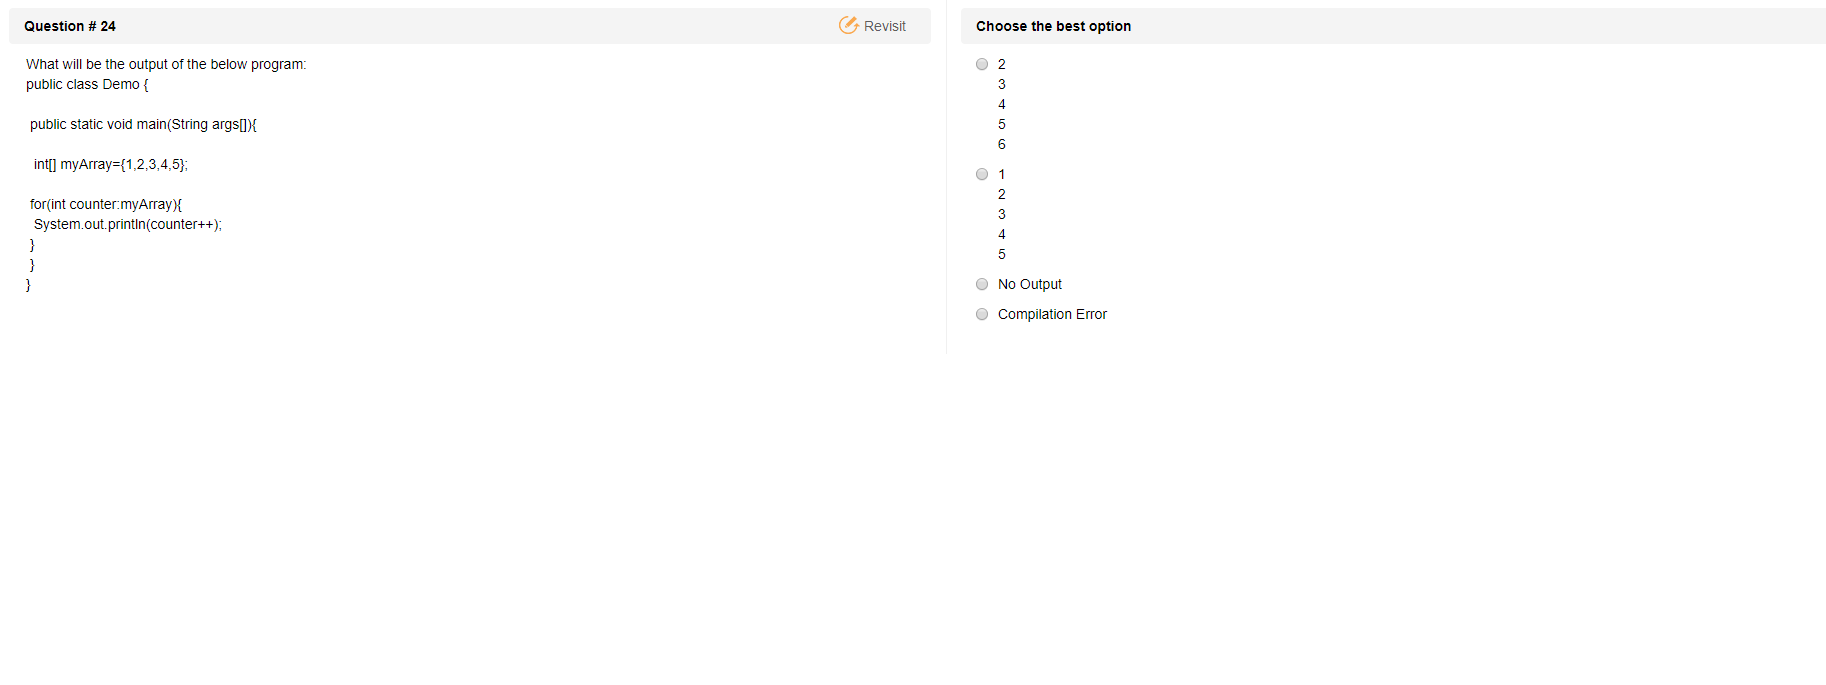 Question # 24
Revisit
What will be the output of the below program:
public class Demo {
public static void main(String args[]){
int[] myArray={1,2,3,4,5};
for(int counter:myArray){
System.out.println(counter++);
}
}
}
Choose the best option
2
3
4
5
6
1
2
3
4
5
No Output
Compilation Error